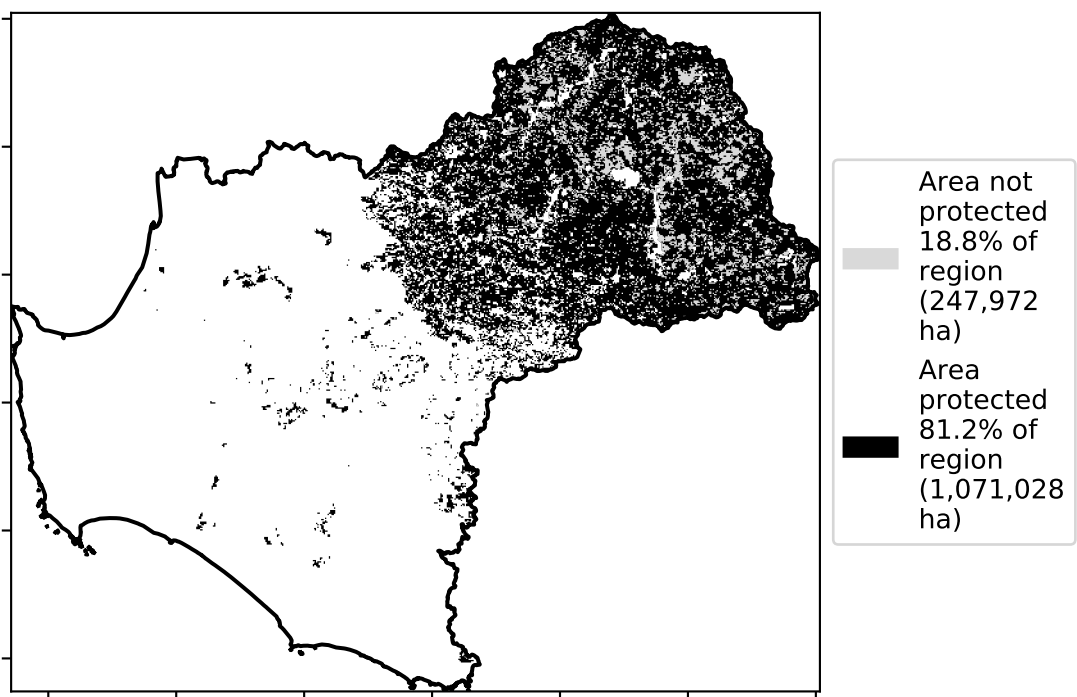 Area not
protected
18.8% of
region
(247,972
ha)
Area
protected
81.2% of
region
(1,071,028
ha)